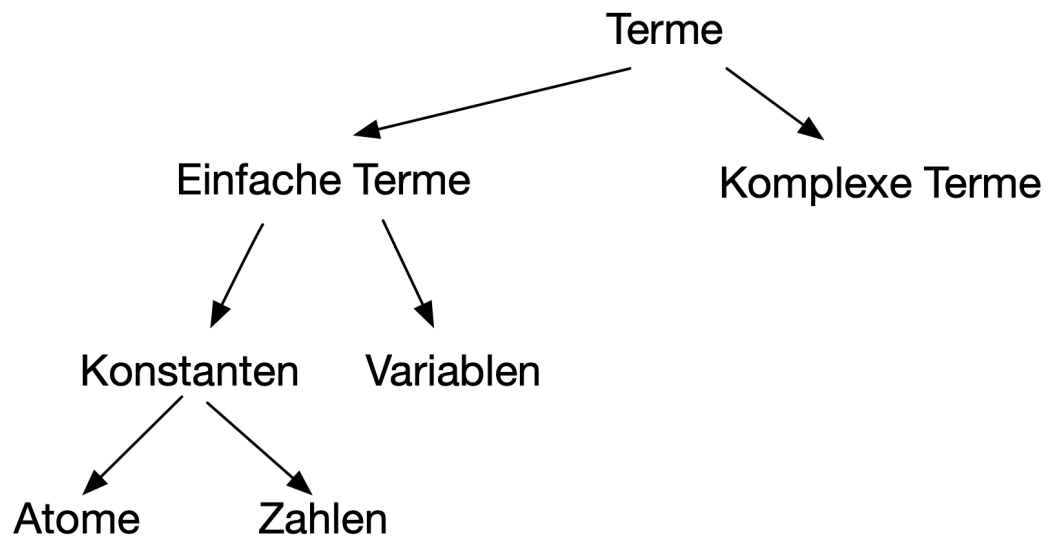 Terme
Einfache Terme
Komplexe Terme
Konstanten
Variablen
Atome
Zahlen